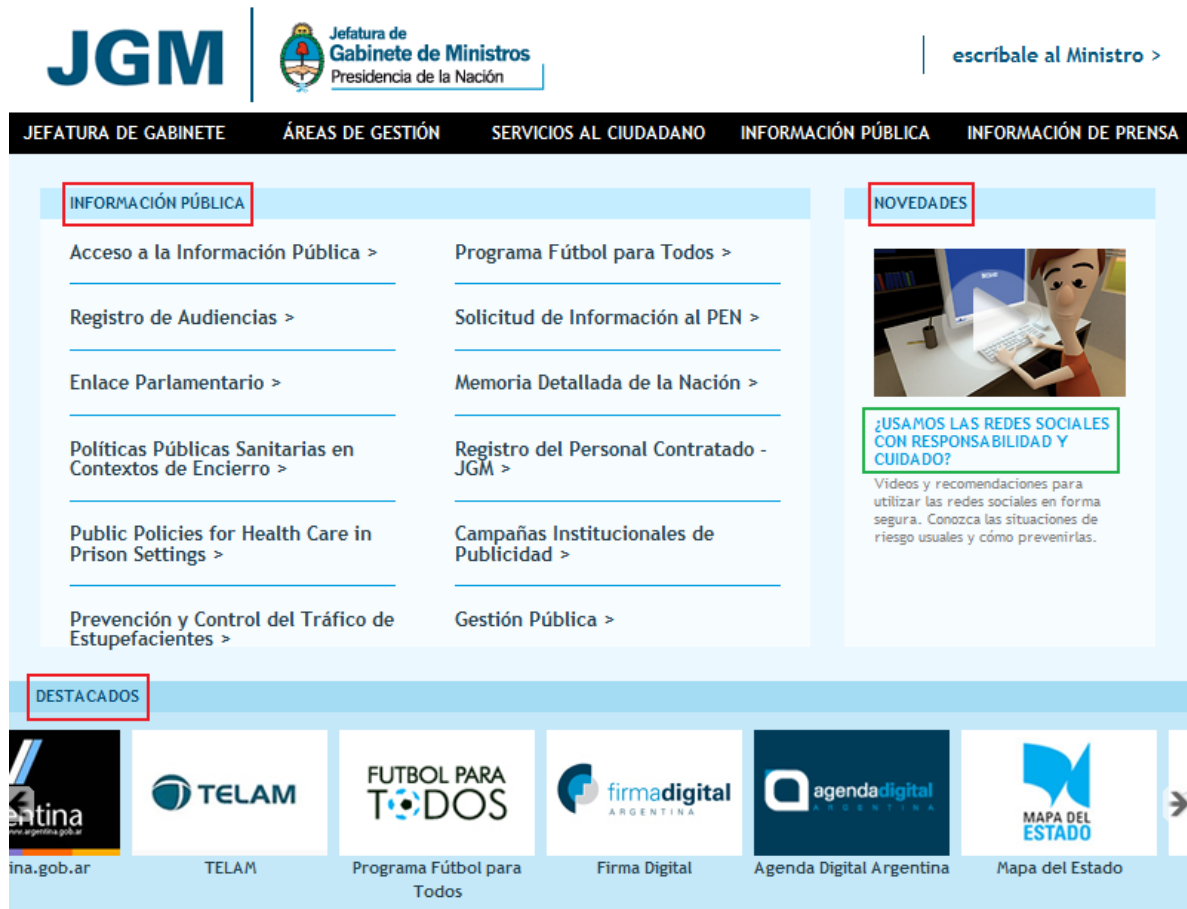 JGM
Jefatura de
Gabinete de Ministros
Presidencia de la Nación
escríbale al Ministro >
JEFATURA DE GABINETE ÁREAS DE GESTIÓN SERVICIOS AL CIUDADANO INFORMACIÓN PÚBLICA INFORMACIÓN DE PRENSA
INFORMACIÓN PÚBLICA
Acceso a la Información Pública >
Registro de Audiencias >
Enlace Parlamentario >
Políticas Públicas Sanitarias en
Contextos de Encierro >
Public Policies for Health Care in
Prison Settings >
Prevención y Control del Tráfico de
Estupefacientes >
Programa Fútbol para Todos >
Solicitud de Información al PEN >
Memoria Detallada de la Nación >
Registro del Personal Contratado -
JGM >
Campañas Institucionales de
Publicidad >
Gestión Pública >
NOVEDADES
¿USAMOS LAS REDES SOCIALES
CON RESPONSABILIDAD Y
CUIDADO?
Videos y recomendaciones para
utilizar las redes sociales en forma
segura. Conozca las situaciones de
riesgo usuales y cómo prevenirlas.
DESTACADOS
entina
www.argentina.gob.ar
ina.gob.ar
TELAM
TELAM
FUTBOL PARA
TODOS
Programa Fútbol para
Todos
firmadigital
ARGENTINA
Firma Digital
agendadigital
ARGENTINA
Agenda Digital Argentina
MAPA DEL
ESTADO
Mapa del Estado